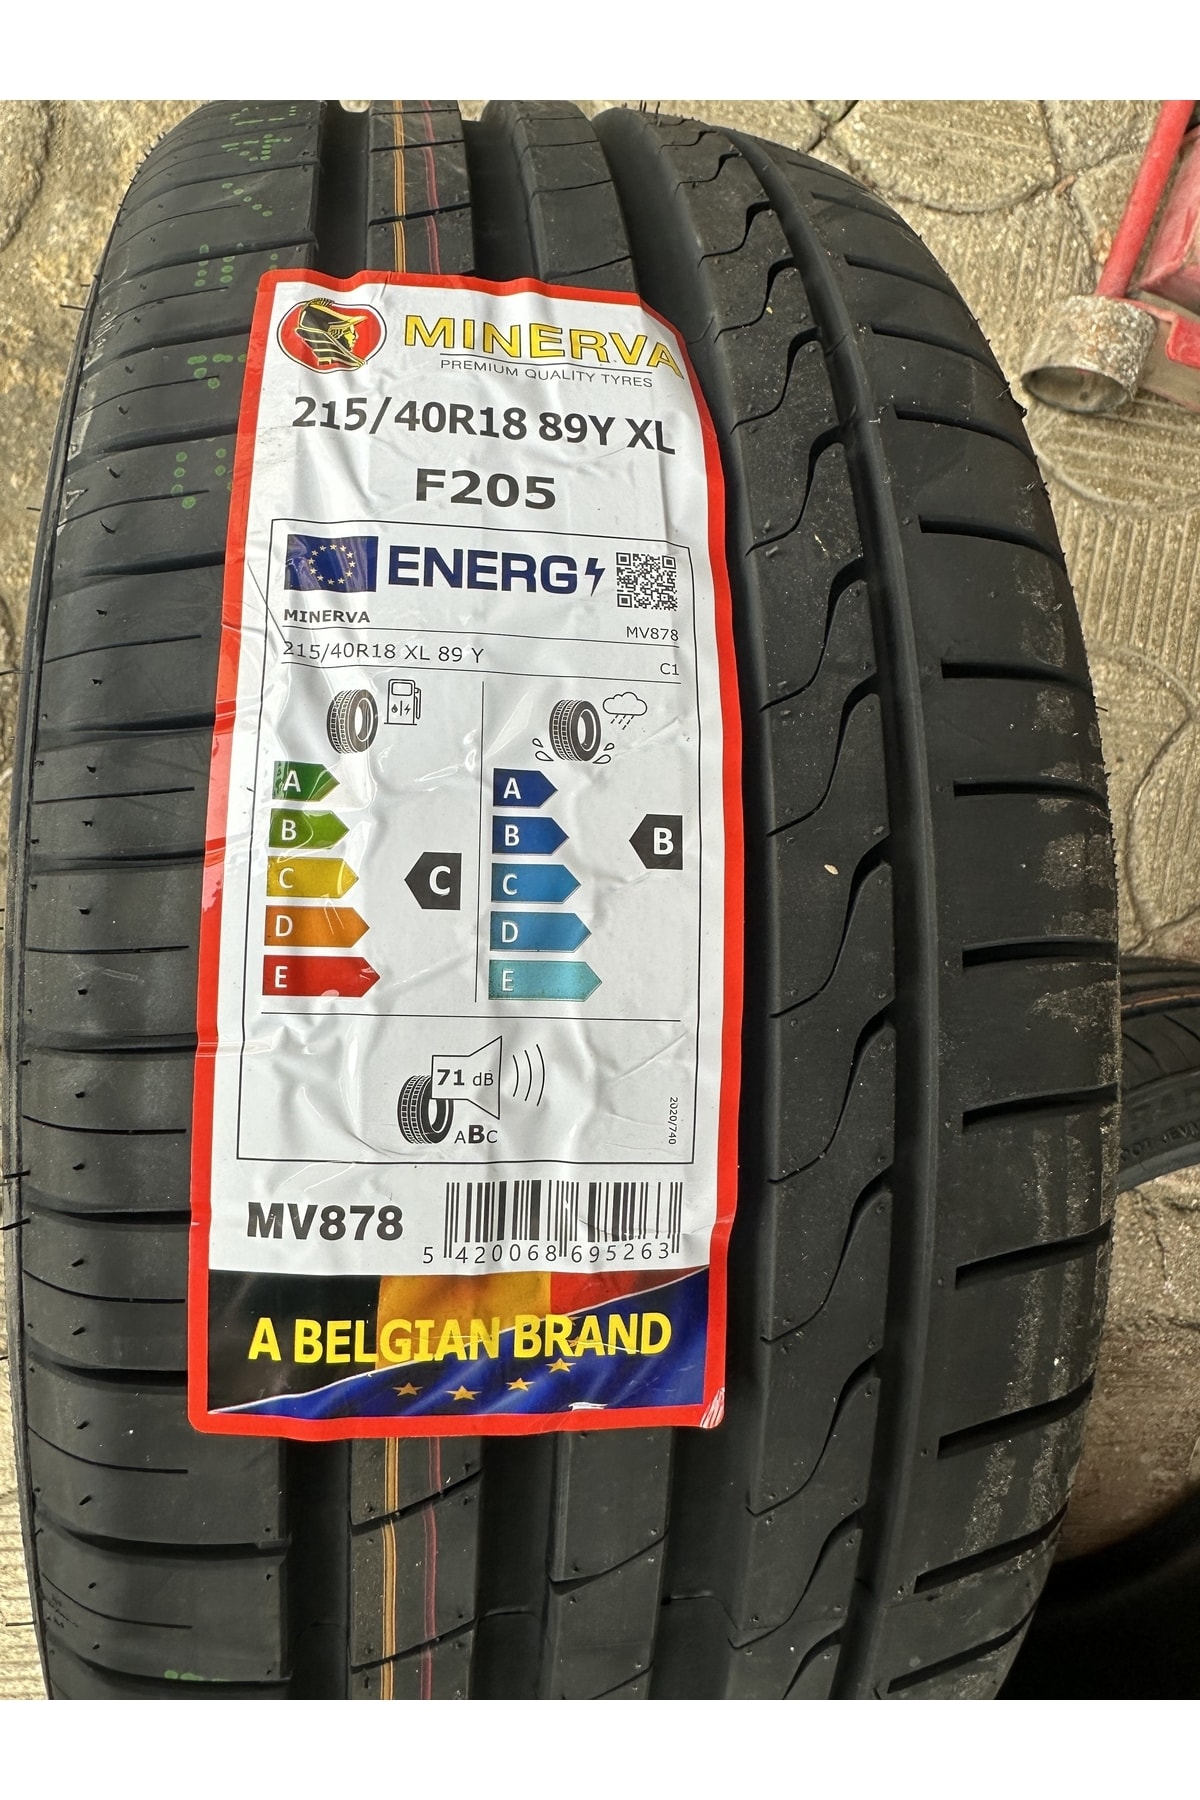 MINERVA
PREMIUM QUALITY TYRES
215/40R18 89Y XL
F205
ENERG
MINERVA
MV878
215/40R18 XL 89 Y
C1
A
B
C
D
E
C
A
B
C
D
E
B
71 dB
ABC
2020/740
MV878
5 420068 695263
A BELGIAN BRAND